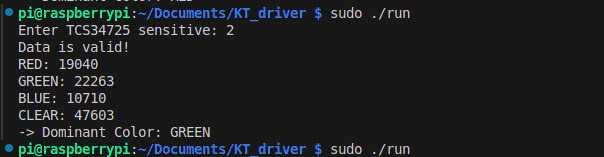 pi@raspberrypi:~/Documents/KT_driver $ sudo ./run
Enter TCS34725 sensitive: 2
Data is valid!
RED: 19040
GREEN: 22263
BLUE: 10710
CLEAR: 47603
-> Dominant Color: GREEN
pi@raspberrypi:~/Documents/KT_driver $ sudo ./run